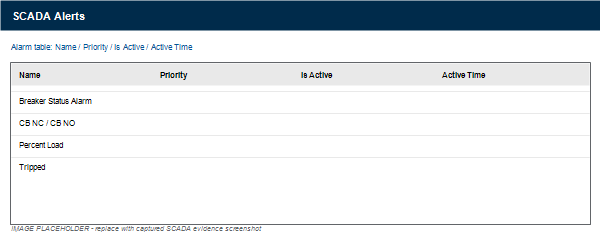 SCADA Alerts
Alarm table: Name / Priority / Is Active / Active Time
Name Priority Is Active Active Time
Breaker Status Alarm
CB NC / CB NO
Percent Load
Tripped
IMAGE PLACEHOLDER - replace with captured SCADA evidence screenshot